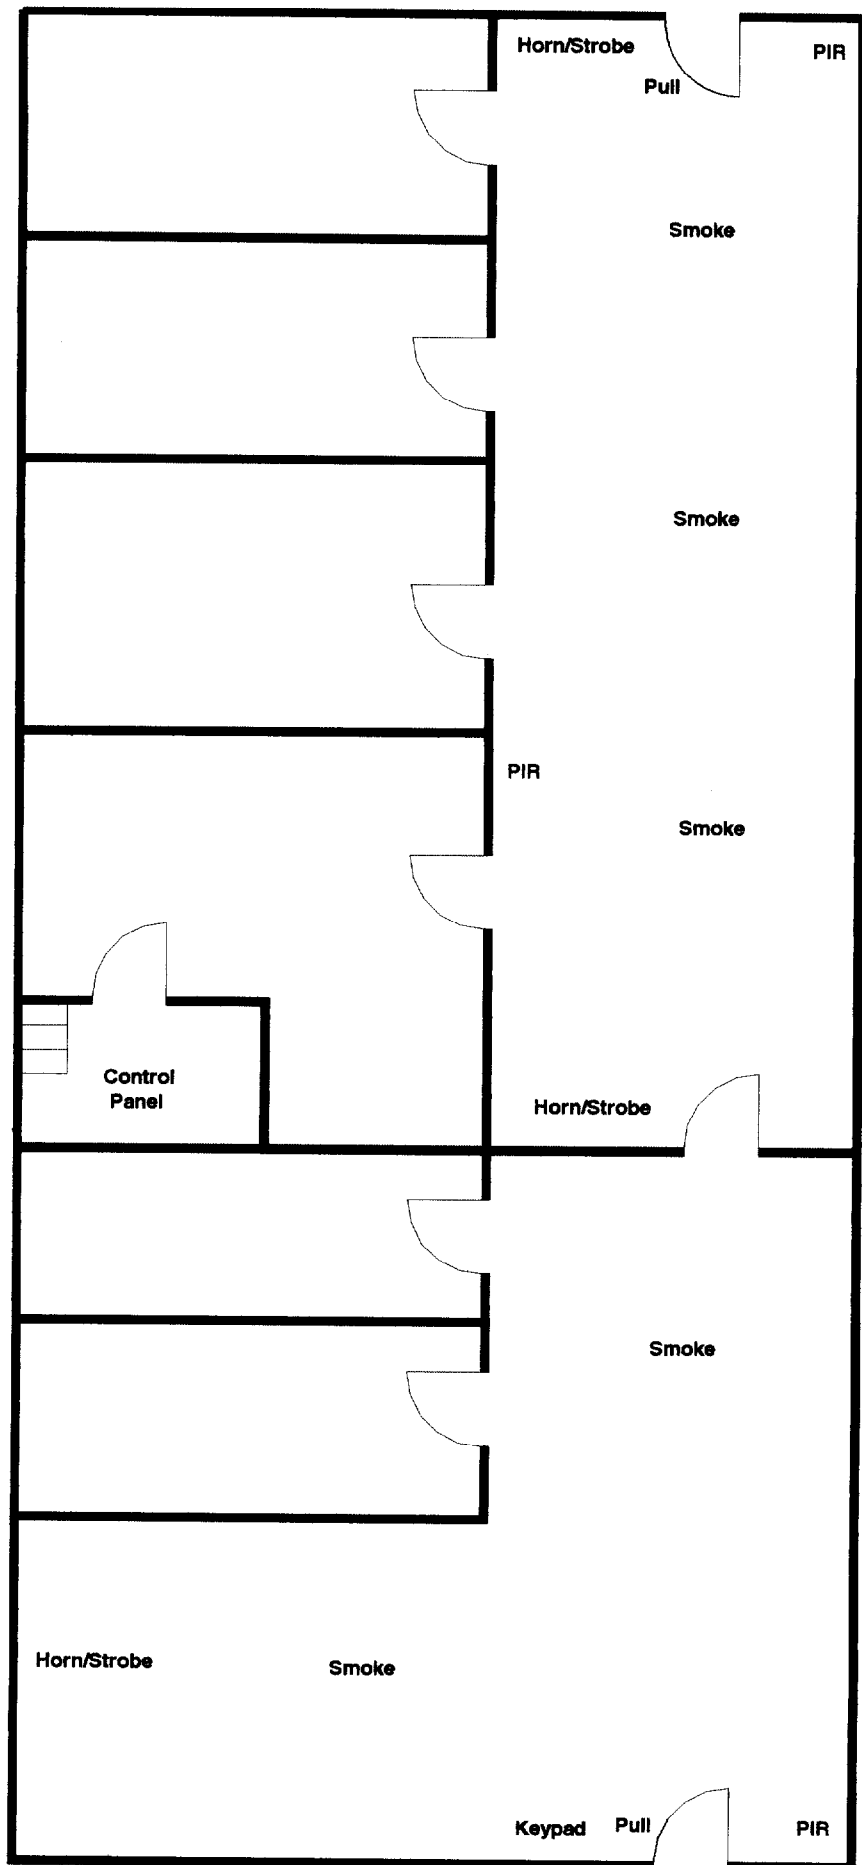 Horn/Strobe
PIR
Pull
Smoke
Smoke
PIR
Smoke
Control
Panel
Horn/Strobe
Smoke
Horn/Strobe
Smoke
Keypad
Pull
PIR